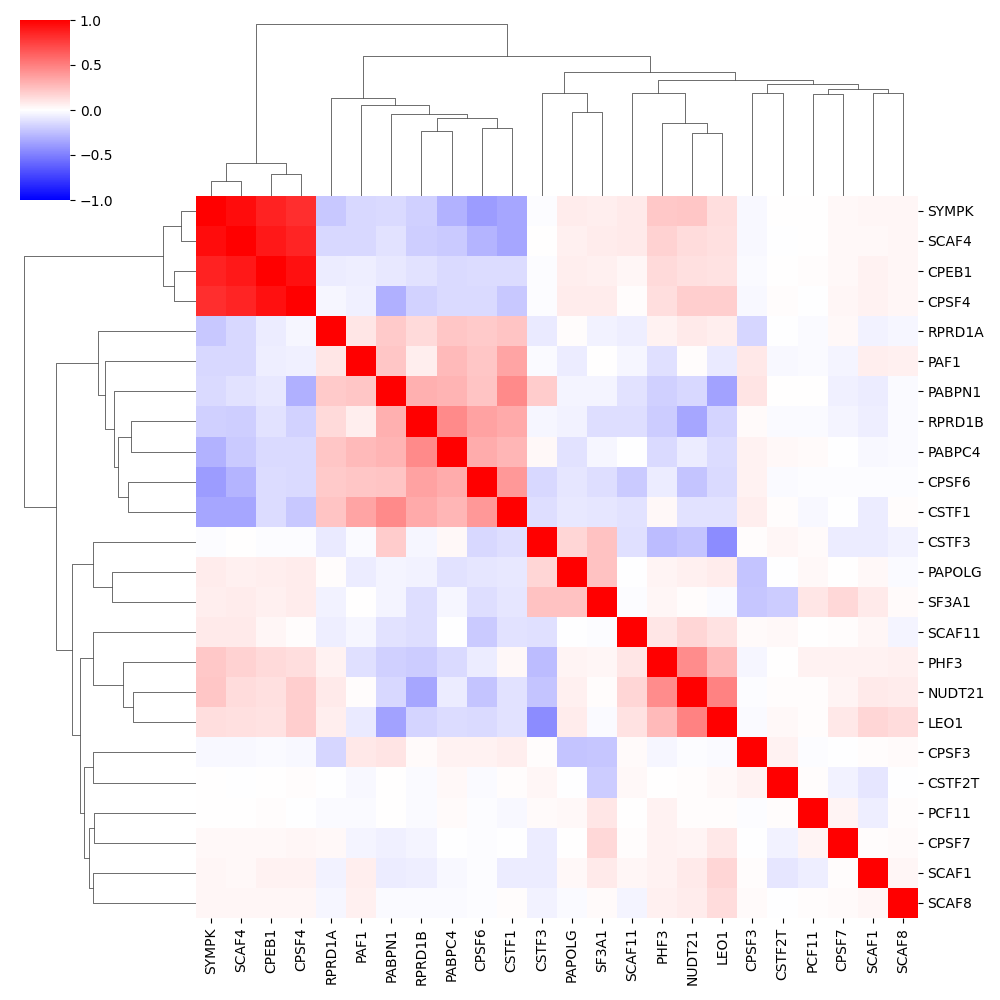 1.0
0.5
0.0
−0.5
−1.0
SYMPK
SCAF4
CPEB1
CPSF4
RPRD1A
PAF1
PABPN1
RPRD1B
PABPC4
CPSF6
CSTF1
CSTF3
PAPOLG
SF3A1
SCAF11
PHF3
NUDT21
LEO1
CPSF3
CSTF2T
PCF11
CPSF7
SCAF1
SCAF8
SYMPK
SCAF4
CPEB1
CPSF4
RPRD1A
PAF1
PABPN1
RPRD1B
PABPC4
CPSF6
CSTF1
CSTF3
PAPOLG
SF3A1
SCAF11
PHF3
NUDT21
LEO1
CPSF3
CSTF2T
PCF11
CPSF7
SCAF1
SCAF8